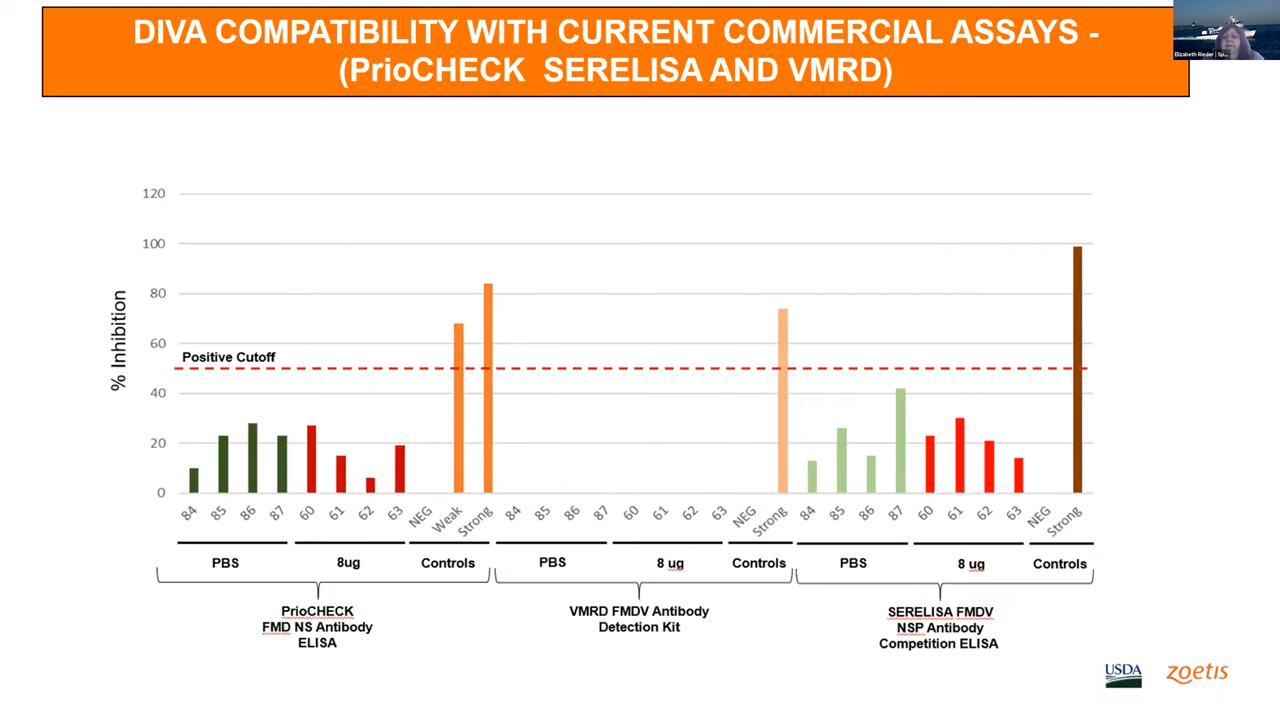 DIVA COMPATIBILITY WITH CURRENT COMMERCIAL ASSAYS -
(PrioCHECK SERELISA AND VMRD)
Elizabeth Rieder | Sp...
120
100
80
60
40
20
0
% Inhibition
Positive Cutoff
84 85 86 87 60 61 62 63 NEG Weak Strong 84 85 86 87 60 61 62 63 NEG Strong 84 85 86 87 60 61 62 63 NEG Strong
PBS 8ug Controls PBS 8 ug Controls PBS 8 ug Controls
PrioCHECK
FMD NS Antibody
ELISA
VMRD FMDV Antibody
Detection Kit
SERELISA FMDV
NSP Antibody
Competition ELISA
USDA
zoetis